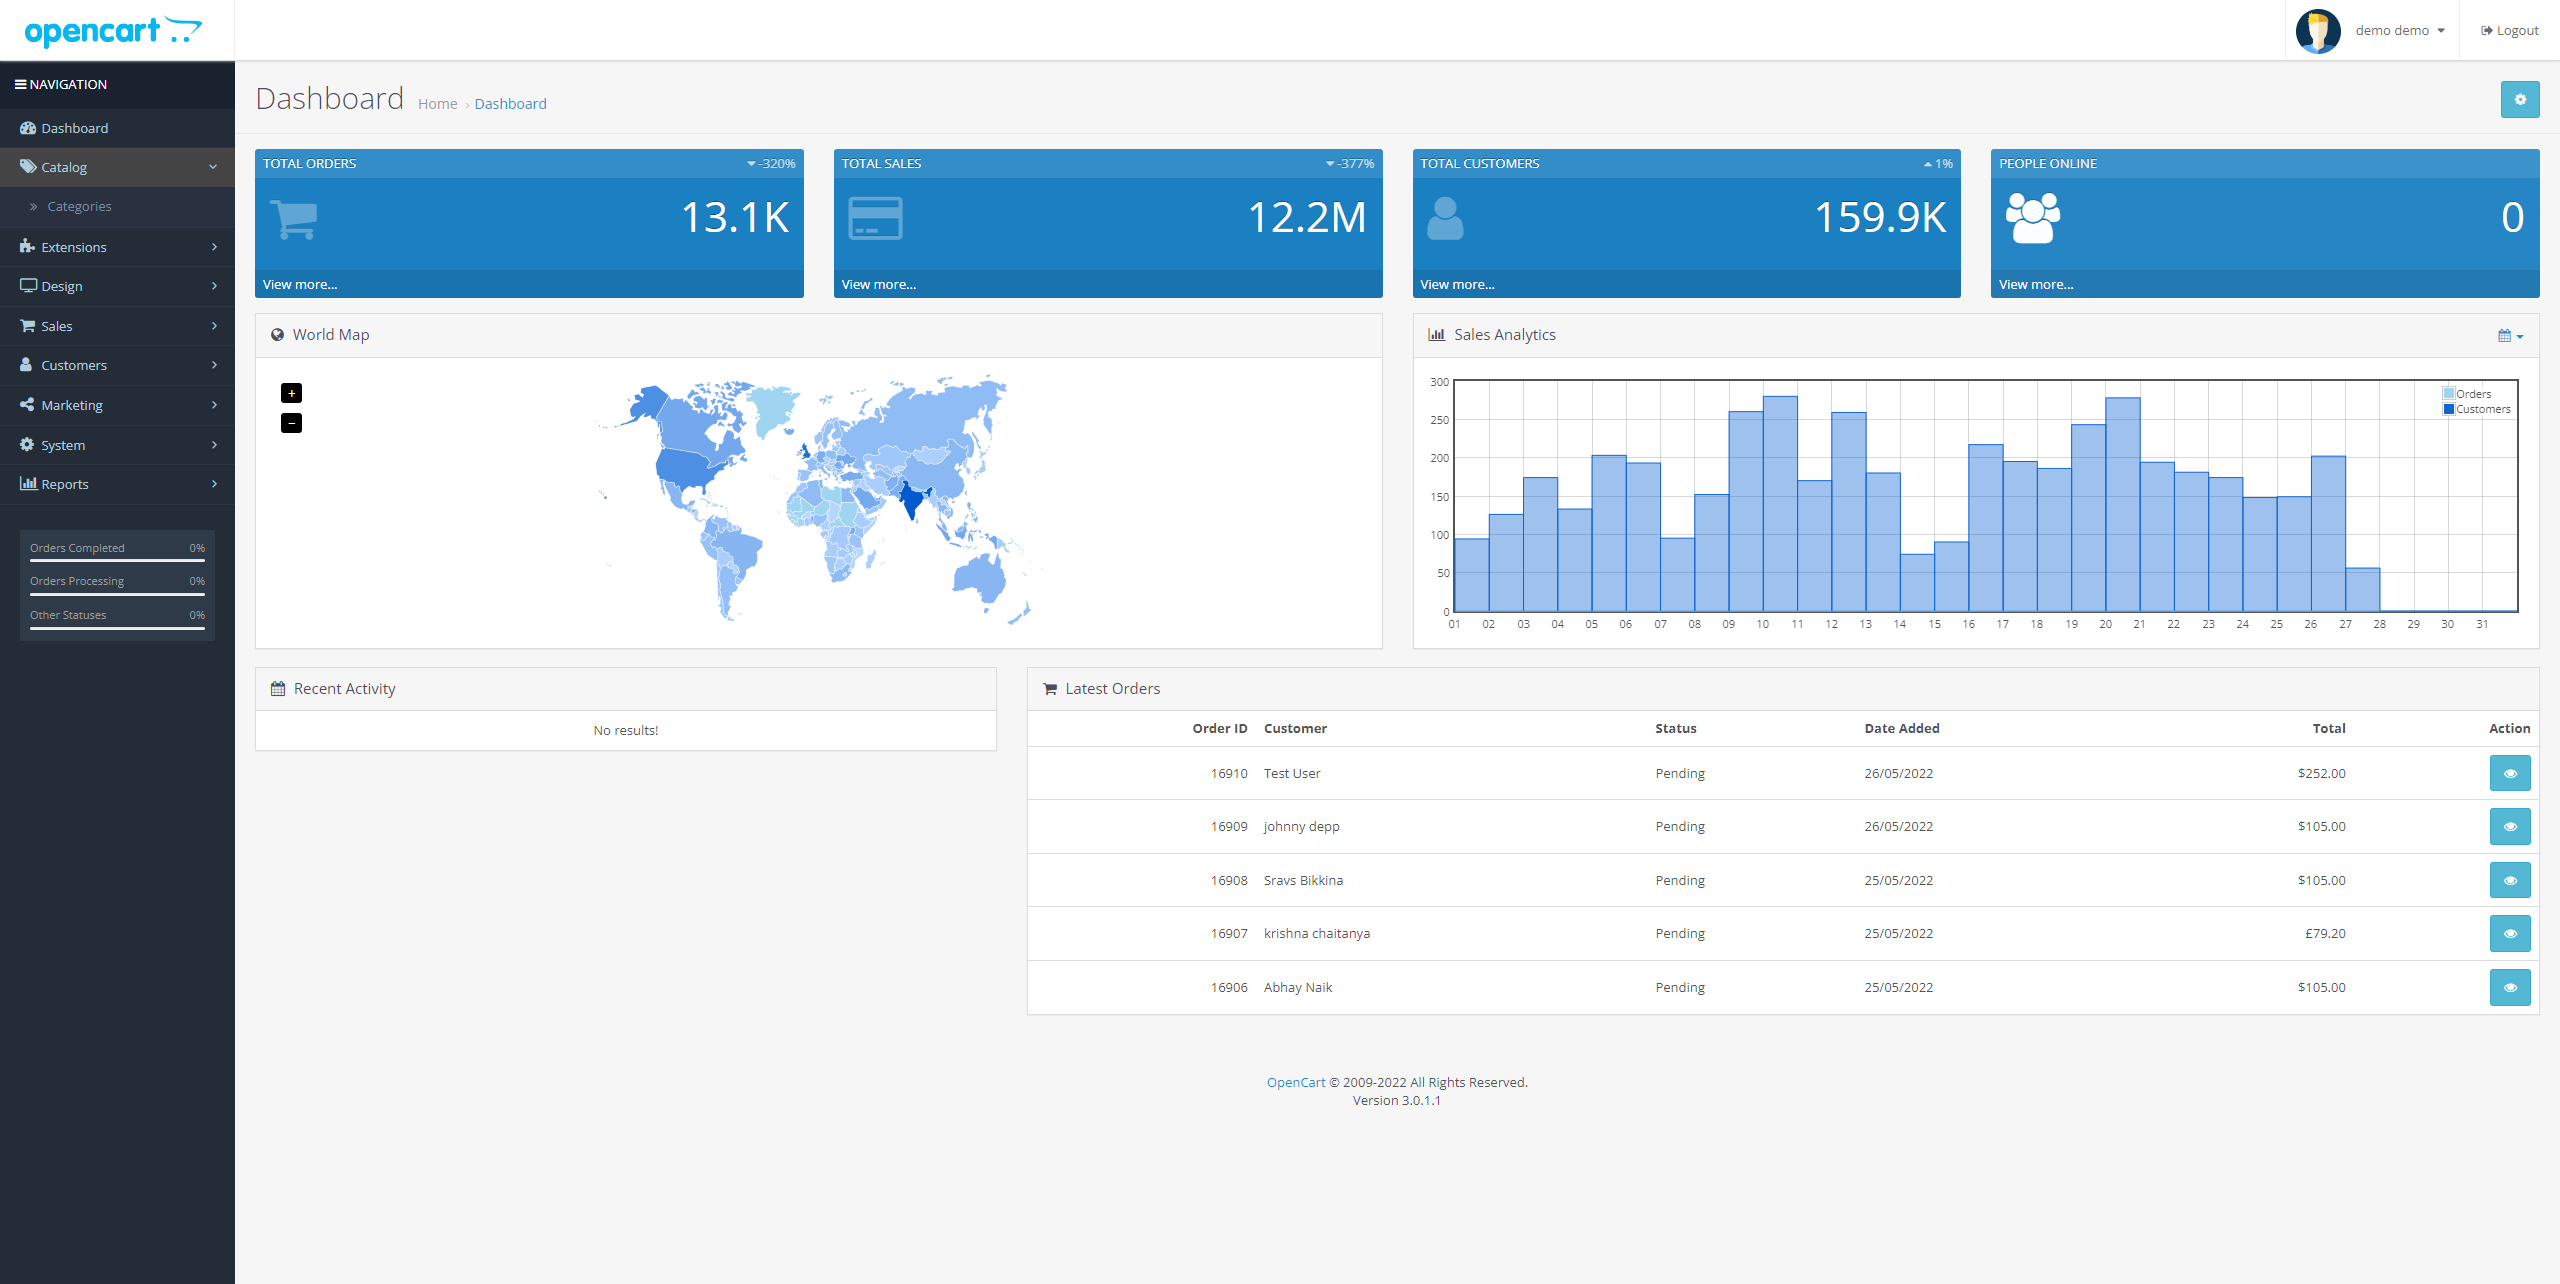 opencart
demo demo
Logout
NAVIGATION
Dashboard
Catalog
Categories
Extensions
Design
Sales
Customers
Marketing
System
Reports
Orders Completed 0%
Orders Processing 0%
Other Statuses 0%
Dashboard Home › Dashboard
TOTAL ORDERS -320%
13.1K
View more...
TOTAL SALES -377%
12.2M
View more...
TOTAL CUSTOMERS 1%
159.9K
View more...
PEOPLE ONLINE
0
View more...
World Map
+
−
Sales Analytics
300
250
200
150
100
50
0
Orders
Customers
01 02 03 04 05 06 07 08 09 10 11 12 13 14 15 16 17 18 19 20 21 22 23 24 25 26 27 28 29 30 31
Recent Activity
No results!
Latest Orders
Order ID Customer Status Date Added Total Action
16910 Test User Pending 26/05/2022 $252.00
16909 johnny depp Pending 26/05/2022 $105.00
16908 Sravs Bikkina Pending 25/05/2022 $105.00
16907 krishna chaitanya Pending 25/05/2022 £79.20
16906 Abhay Naik Pending 25/05/2022 $105.00
OpenCart © 2009-2022 All Rights Reserved.
Version 3.0.1.1